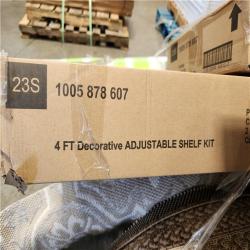 23S
1005 878 607
4 FT Decorative ADJUSTABLE SHELF KIT